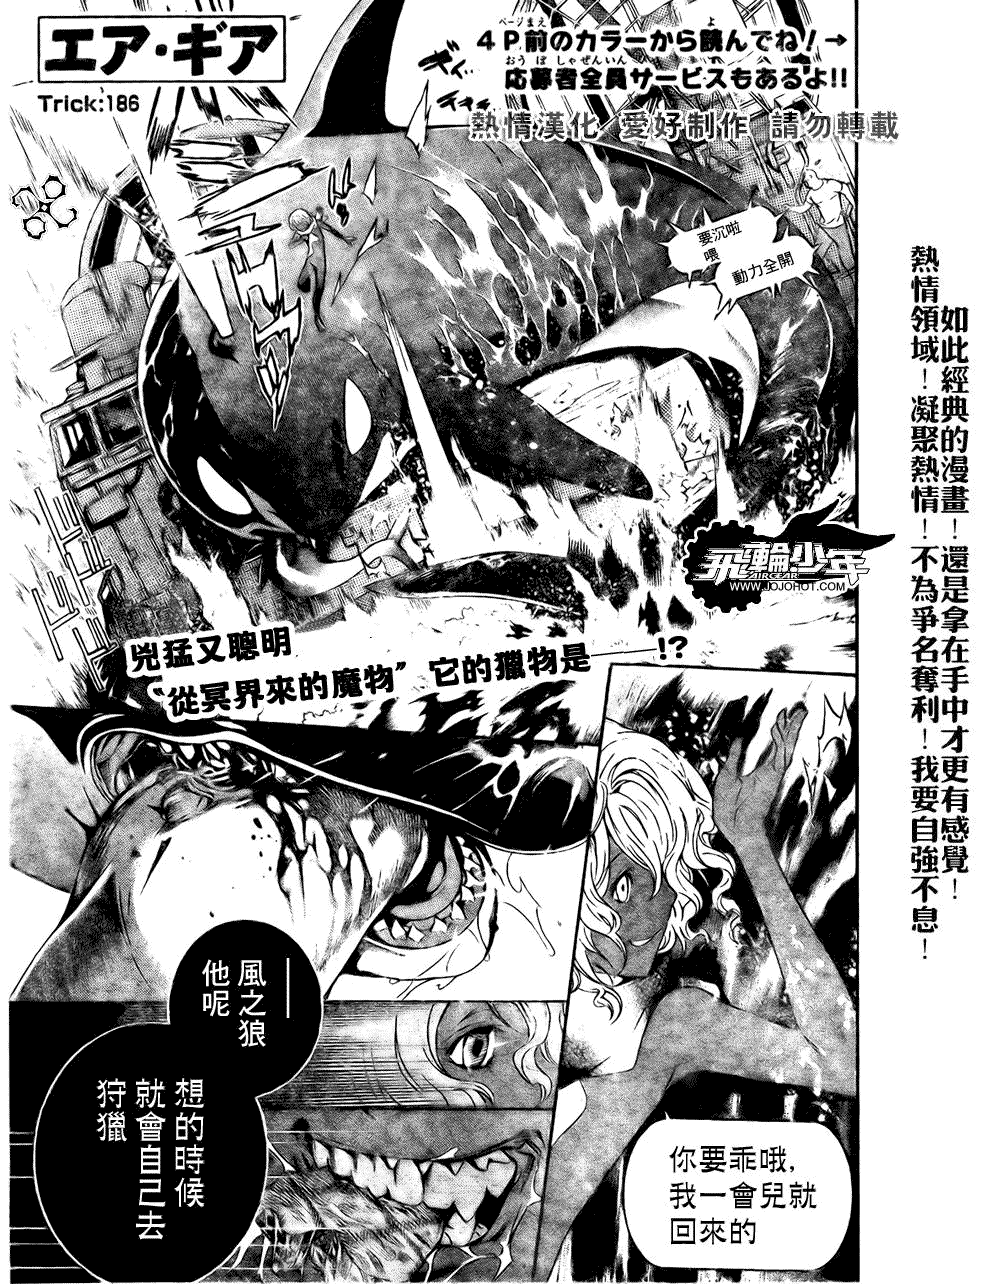 エア・ギア
Trick:186
4P前のカラーから読んでね!→
応募者全員サービスもあるよ!!
熱情漢化 愛好制作 請勿轉載
要沉啦
喂
動力全開
如此經典的漫畫！還是拿在手中才更有感覺！
熱情領域！凝聚熱情！不為爭名奪利！我要自強不息！
飛輪少年
AIRGEAR
WWW.JOJOHOT.COM
兇猛又聰明
“從冥界來的魔物”它的獵物是——!?
——
風之狼
他呢
想的時候
就會自己去
狩獵
你要乖哦,
我一會兒就
回來的